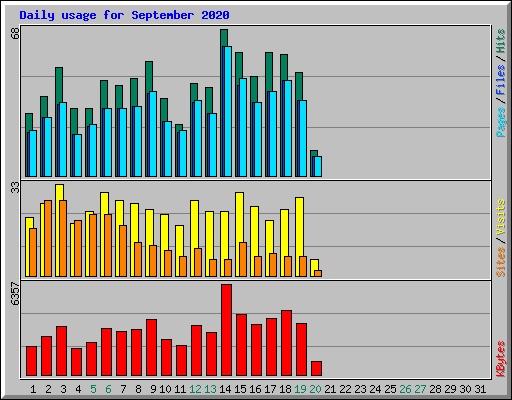 Daily usage for September 2020
68
Pages / Files / Hits
33
Sites / Visits
6357
KBytes
1 2 3 4 5 6 7 8 9 10 11 12 13 14 15 16 17 18 19 20 21 22 23 24 25 26 27 28 29 30 31